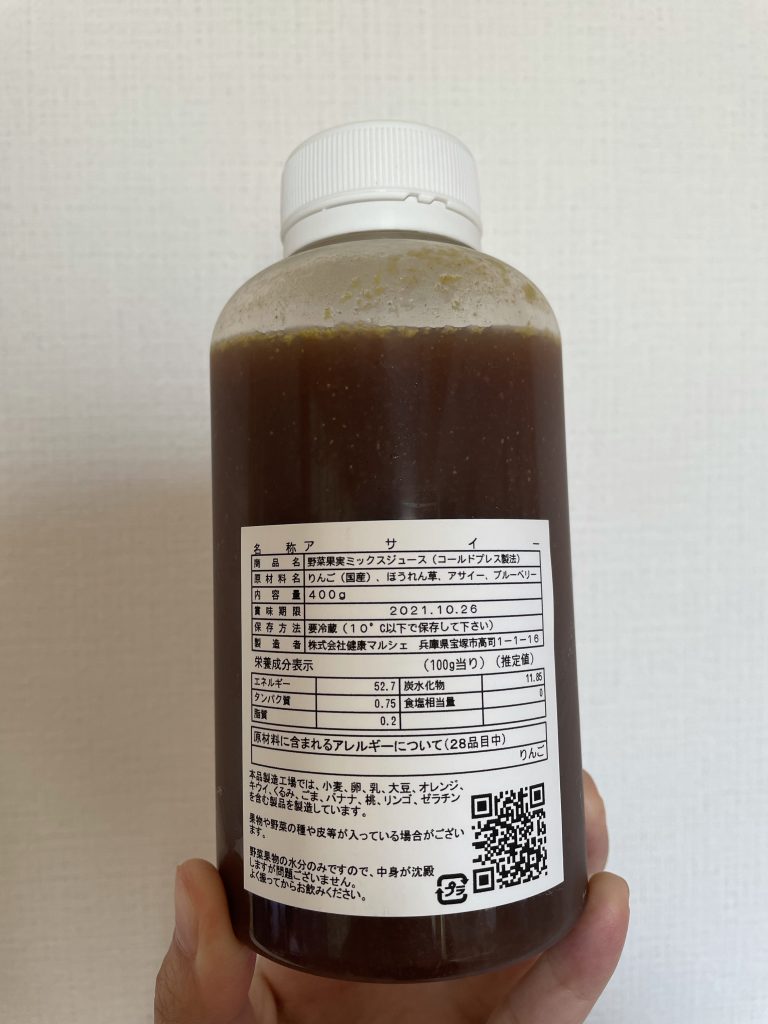 名称 アサイー
商品名 野菜果実ミックスジュース（コールドプレス製法）
原材料名 りんご（国産）、ほうれん草、アサイー、ブルーベリー
内容量 400g
賞味期限 2021.10.26
保存方法 要冷蔵（10°C以下で保存して下さい）
製造者 株式会社健康マルシェ 兵庫県宝塚市高司1-1-16
栄養成分表示 （100g当り）（推定値）
エネルギー 52.7 炭水化物 11.85
タンパク質 0.75 食塩相当量 0
脂質 0.2
原材料に含まれるアレルギーについて(28品目中)
りんご
本品製造工場では、小麦、卵、乳、大豆、オレンジ、
キウイ、くるみ、ごま、バナナ、桃、リンゴ、ゼラチン
を含む製品を製造しています。
果物や野菜の種や皮等が入っている場合がござい
ます。
野菜果物の水分のみですので、中身が沈殿
しますが問題ございません。
よく振ってからお飲みください。
プラ